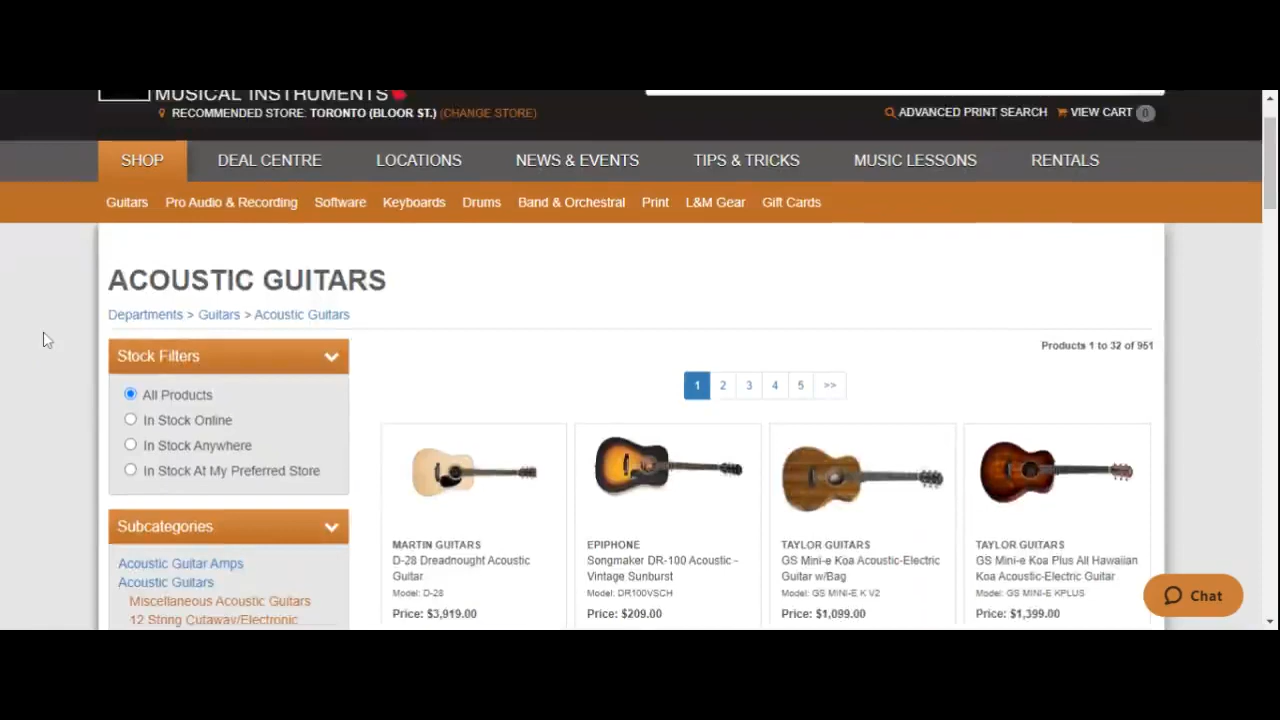 MUSICAL INSTRUMENTS
RECOMMENDED STORE: TORONTO (BLOOR ST.) (CHANGE STORE)
ADVANCED PRINT SEARCH VIEW CART 0
SHOP DEAL CENTRE LOCATIONS NEWS & EVENTS TIPS & TRICKS MUSIC LESSONS RENTALS
Guitars Pro Audio & Recording Software Keyboards Drums Band & Orchestral Print L&M Gear Gift Cards
ACOUSTIC GUITARS
Departments > Guitars > Acoustic Guitars
Stock Filters
All Products
In Stock Online
In Stock Anywhere
In Stock At My Preferred Store
Subcategories
Acoustic Guitar Amps
Acoustic Guitars
Miscellaneous Acoustic Guitars
12 String Cutaway/Electronic
Products 1 to 32 of 951
1 2 3 4 5 >>
MARTIN GUITARS
D-28 Dreadnought Acoustic
Guitar
Model: D-28
Price: $3,919.00
EPIPHONE
Songmaker DR-100 Acoustic -
Vintage Sunburst
Model: DR100VSCH
Price: $209.00
TAYLOR GUITARS
GS Mini-e Koa Acoustic-Electric
Guitar w/Bag
Model: GS MINI-E K V2
Price: $1,099.00
TAYLOR GUITARS
GS Mini-e Koa Plus All Hawaiian
Koa Acoustic-Electric Guitar
Model: GS MINI-E KPLUS
Price: $1,399.00
Chat